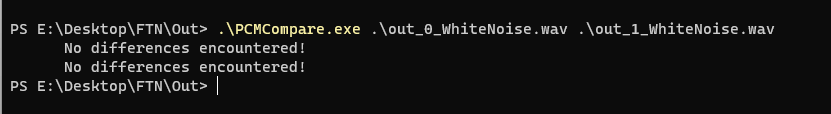 PS E:\Desktop\FTN\Out> .\PCMCompare.exe .\out_0_WhiteNoise.wav .\out_1_WhiteNoise.wav
No differences encountered!
No differences encountered!
PS E:\Desktop\FTN\Out>